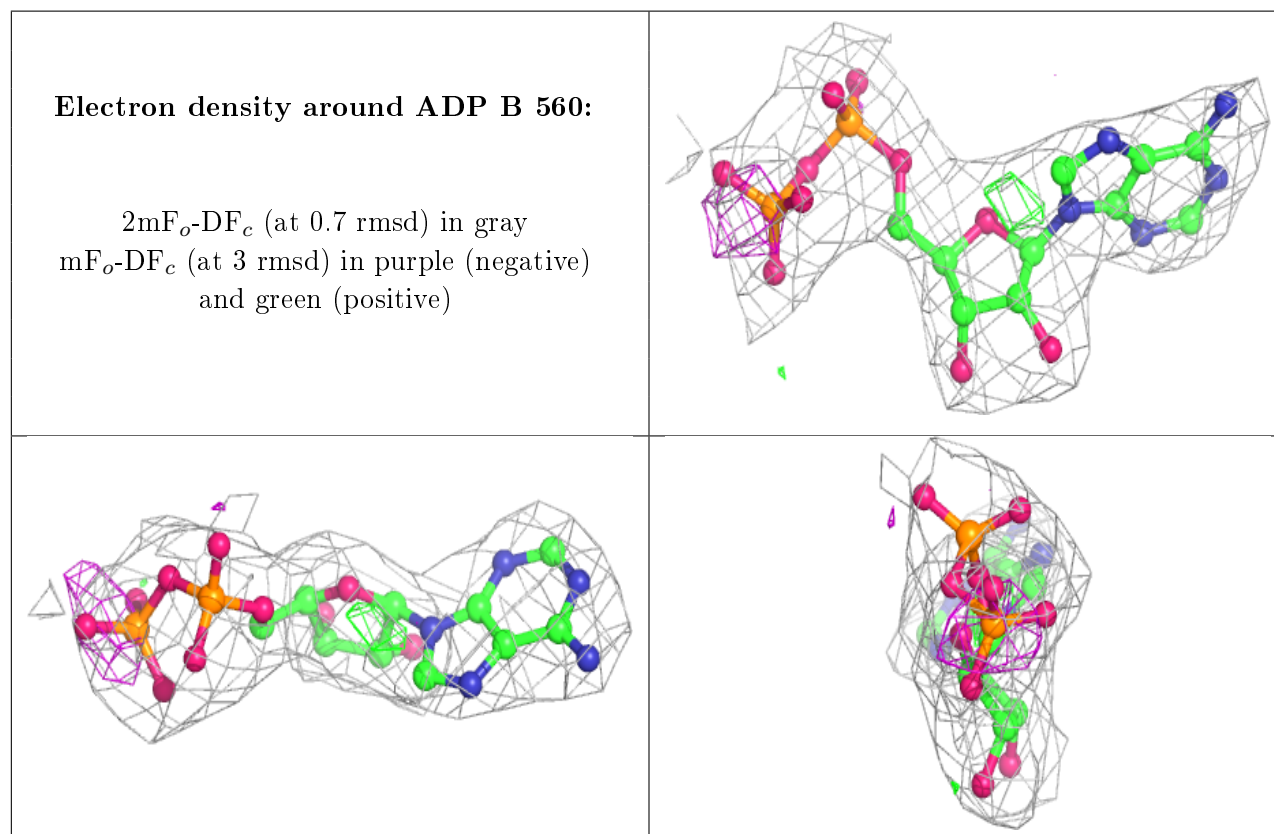 Electron density around ADP B 560:
2mFₒ-DF𝒸 (at 0.7 rmsd) in gray
mFₒ-DF𝒸 (at 3 rmsd) in purple (negative)
and green (positive)